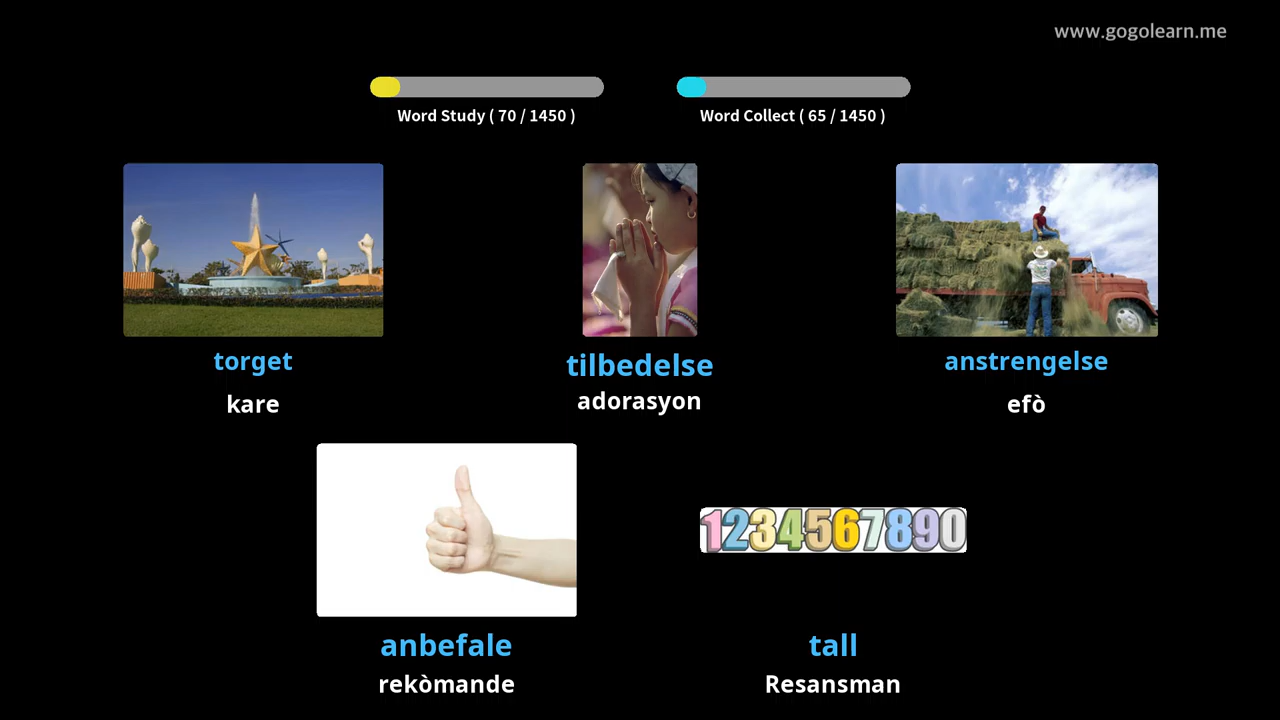 www.gogolearn.me
Word Study ( 70 / 1450 )
Word Collect ( 65 / 1450 )
torget
kare
tilbedelse
adorasyon
anstrengelse
efò
1234567890
anbefale
rekòmande
tall
Resansman